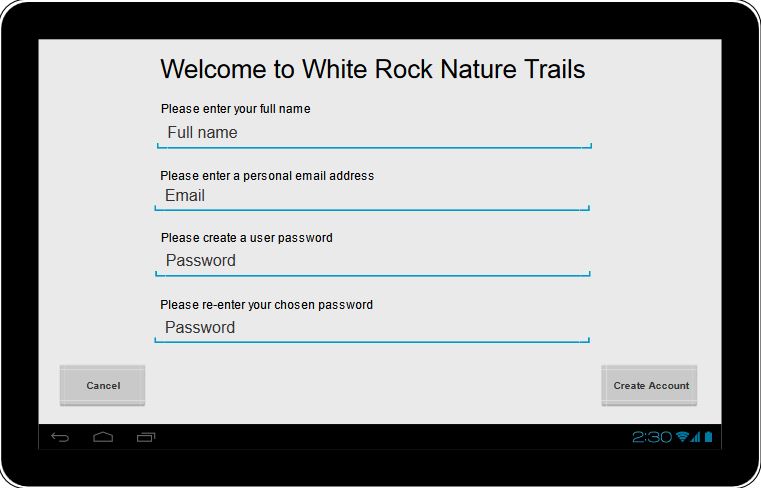 Welcome to White Rock Nature Trails
Please enter your full name
Full name
Please enter a personal email address
Email
Please create a user password
Password
Please re-enter your chosen password
Password
Cancel
Create Account
2:30